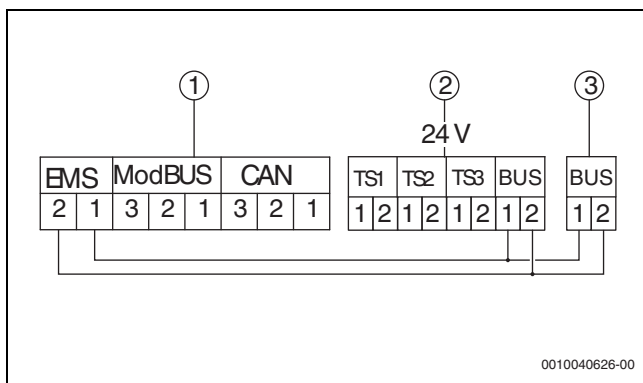 1 2 3
24 V
EMS ModBUS CAN TS1 TS2 TS3 BUS BUS
2 1 3 2 1 3 2 1 1 2 1 2 1 2 1 2 1 2
0010040626-00